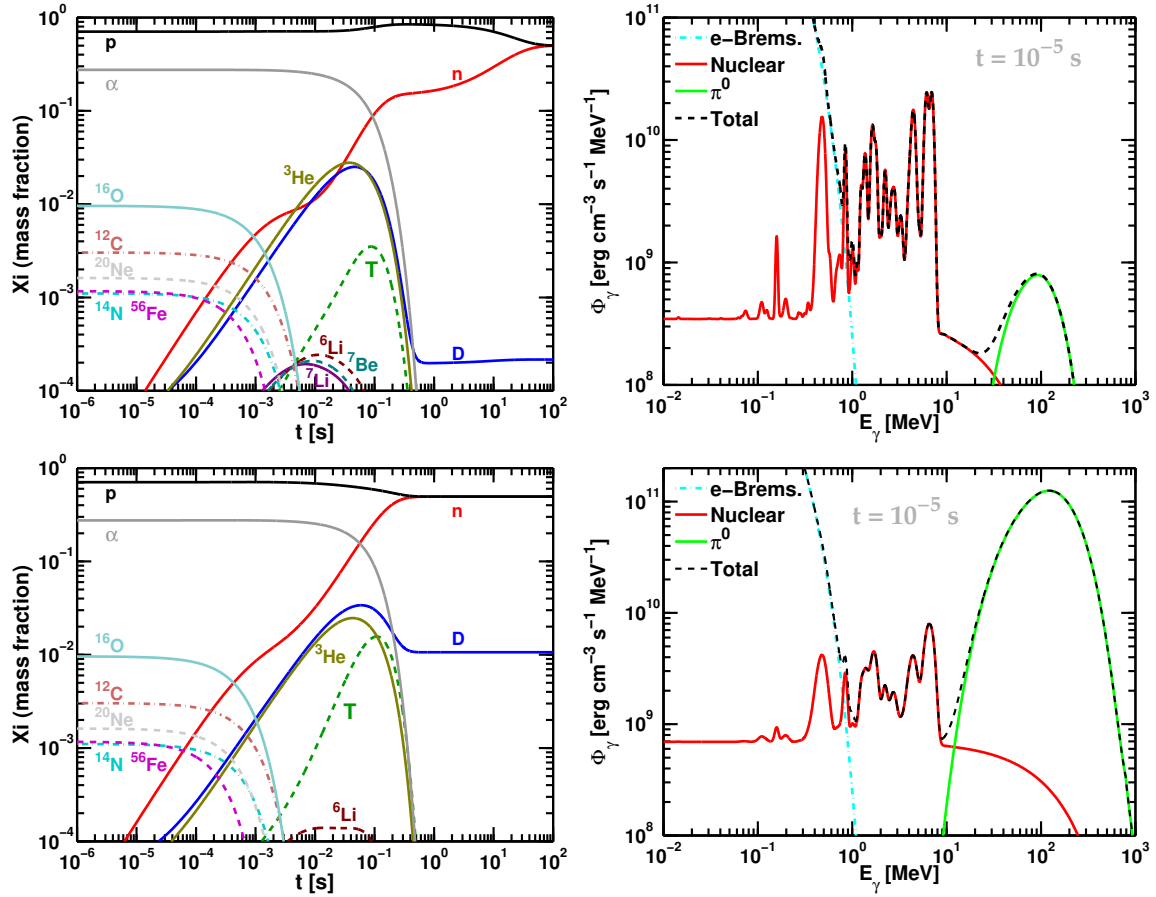 10^0
10^-1
10^-2
10^-3
10^-4
Xi (mass fraction)
p
α
n
^3He
^16O
^12C
^20Ne
^14N ^56Fe
T
^6Li
^7Be
^7Li
D
10^-6 10^-5 10^-4 10^-3 10^-2 10^-1 10^0 10^1 10^2
t [s]
10^11
10^10
10^9
10^8
Φ_γ [erg cm^-3 s^-1 MeV^-1]
e-Brems.
Nuclear
π^0
Total
t = 10^-5 s
10^-2 10^-1 10^0 10^1 10^2 10^3
E_γ [MeV]
10^0
10^-1
10^-2
10^-3
10^-4
Xi (mass fraction)
p
α
n
^16O
^12C
^20Ne
^14N ^56Fe
D
^3He
T
^6Li
10^-6 10^-5 10^-4 10^-3 10^-2 10^-1 10^0 10^1 10^2
t [s]
10^11
10^10
10^9
10^8
Φ_γ [erg cm^-3 s^-1 MeV^-1]
e-Brems.
Nuclear
π^0
Total
t = 10^-5 s
10^-2 10^-1 10^0 10^1 10^2 10^3
E_γ [MeV]